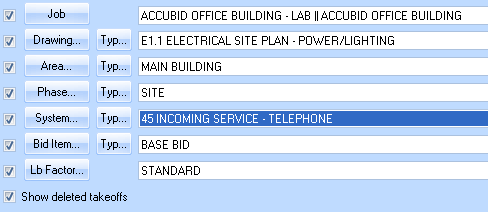 Job ACCUBID OFFICE BUILDING - LAB || ACCUBID OFFICE BUILDING
Drawing... Typ... E1.1 ELECTRICAL SITE PLAN - POWER/LIGHTING
Area... Typ... MAIN BUILDING
Phase... Typ... SITE
System... Typ... 45 INCOMING SERVICE - TELEPHONE
Bid Item... Typ... BASE BID
Lb Factor... STANDARD
Show deleted takeoffs